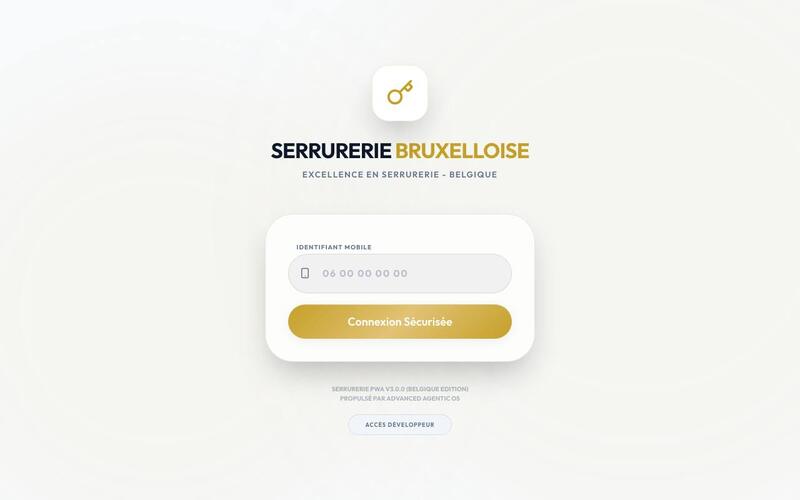 SERRURERIE BRUXELLOISE
EXCELLENCE EN SERRURERIE - BELGIQUE
IDENTIFIANT MOBILE
06 00 00 00 00
Connexion Sécurisée
SERRURERIE PWA V3.0.0 (BELGIQUE EDITION)
PROPULSÉ PAR ADVANCED AGENTIC OS
ACCÈS DÉVELOPPEUR